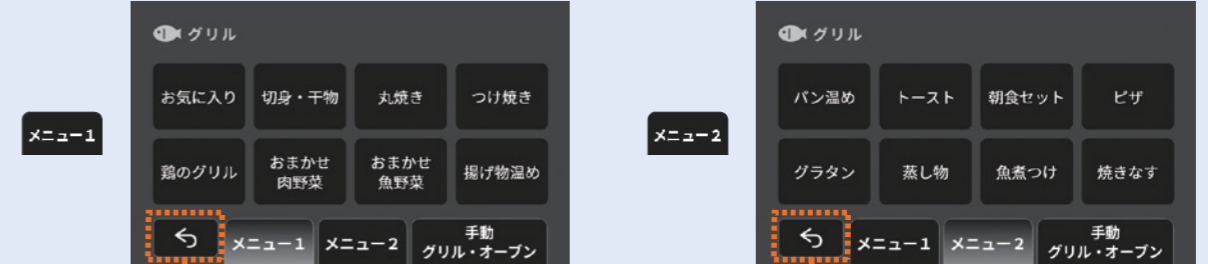 グリル
メニュー1
お気に入り
切身・干物
丸焼き
つけ焼き
鶏のグリル
おまかせ
肉野菜
おまかせ
魚野菜
揚げ物温め
メニュー1
メニュー2
手動
グリル・オーブン
グリル
メニュー2
パン温め
トースト
朝食セット
ピザ
グラタン
蒸し物
魚煮つけ
焼きなす
メニュー1
メニュー2
手動
グリル・オーブン